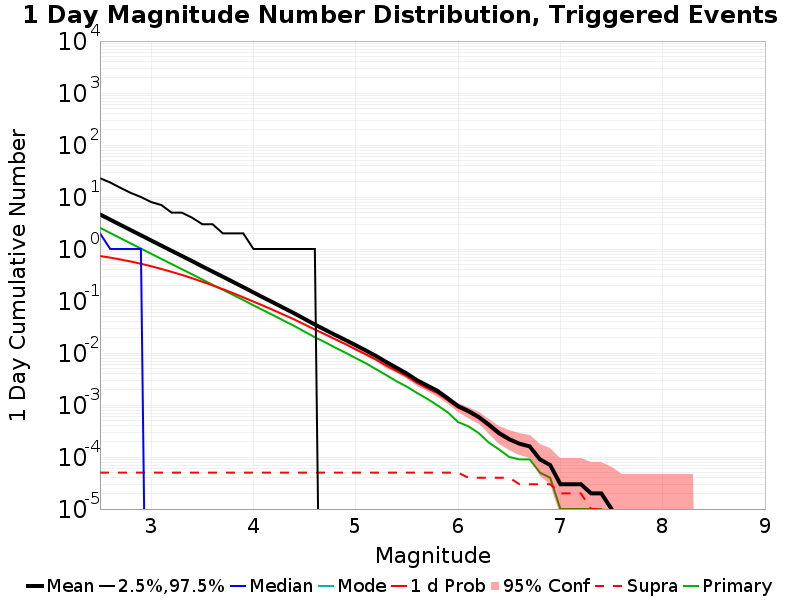 1 Day Magnitude Number Distribution, Triggered Events
10^4
10^3
10^2
10^1
10^0
10^-1
10^-2
10^-3
10^-4
10^-5
1 Day Cumulative Number
3 4 5 6 7 8 9
Magnitude
Mean 2.5%,97.5% Median Mode 1 d Prob 95% Conf Supra Primary